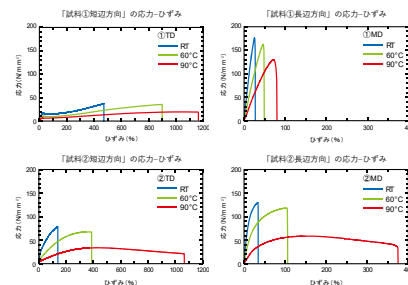 「試料①短辺方向」の応力–ひずみ
200
150
100
50
0
応力(N/mm²)
①TD
RT
60°C
90°C
0 200 400 600 800 1000 1200
ひずみ(%)
「試料①長辺方向」の応力–ひずみ
200
150
100
50
0
応力(N/mm²)
①MD
RT
60°C
90°C
0 100 200 300
ひずみ(%)
「試料②短辺方向」の応力–ひずみ
200
150
100
50
0
応力(N/mm²)
②TD
RT
60°C
90°C
0 200 400 600 800 1000 1200
ひずみ(%)
「試料②長辺方向」の応力–ひずみ
200
150
100
50
0
応力(N/mm²)
②MD
RT
60°C
90°C
0 100 200 300
ひずみ(%)